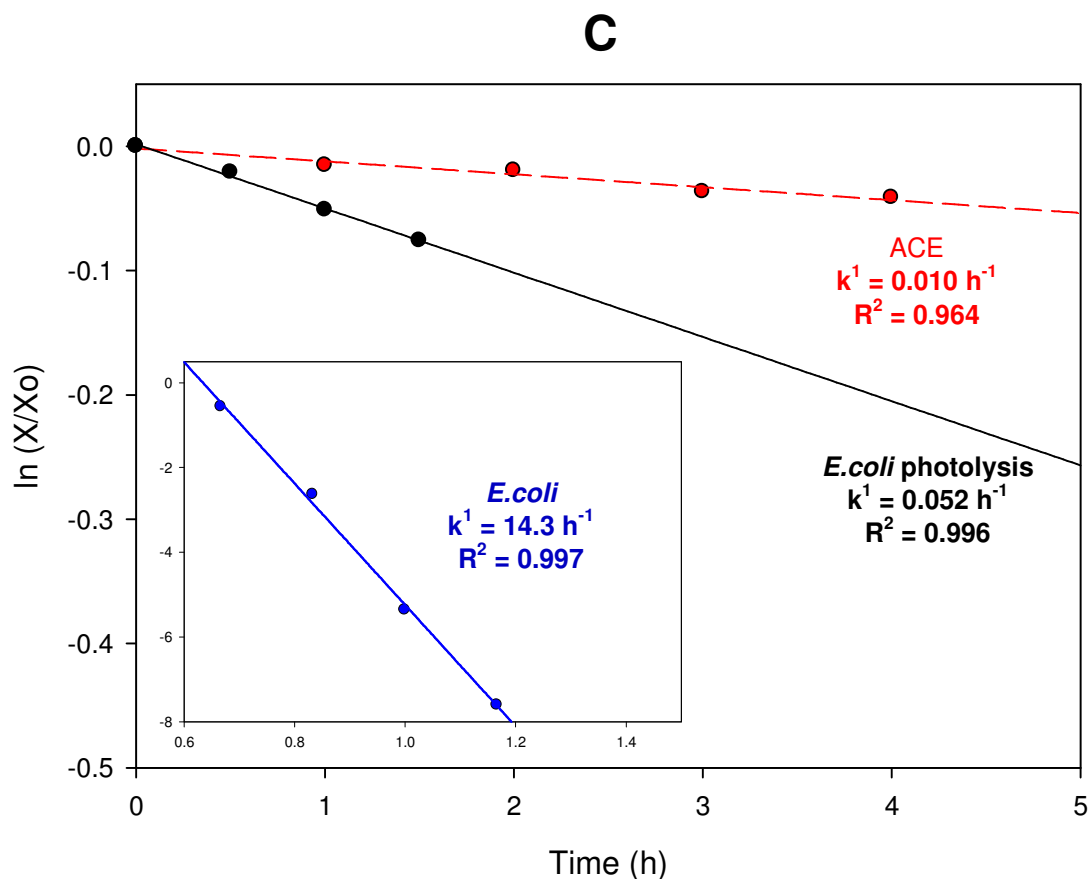 C
ln (X/Xo)
0.0
-0.1
-0.2
-0.3
-0.4
-0.5
ACE
k¹ = 0.010 h⁻¹
R² = 0.964
E.coli photolysis
k¹ = 0.052 h⁻¹
R² = 0.996
0
-2
-4
-6
-8
E.coli
k¹ = 14.3 h⁻¹
R² = 0.997
0.6 0.8 1.0 1.2 1.4
0 1 2 3 4 5
Time (h)